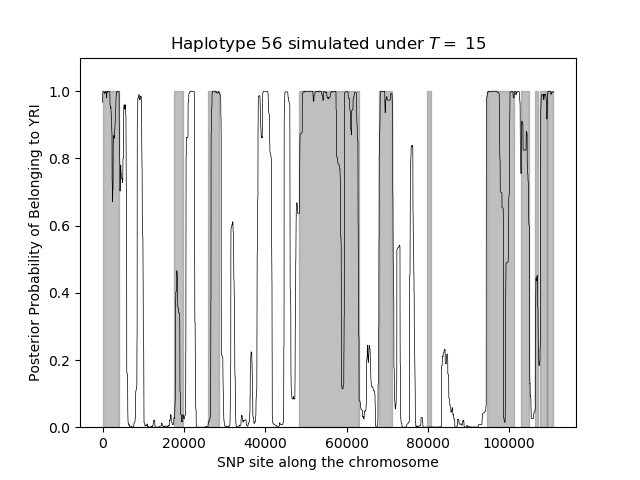 Haplotype 56 simulated under T = 15
Posterior Probability of Belonging to YRI
1.0
0.8
0.6
0.4
0.2
0.0
0 20000 40000 60000 80000 100000
SNP site along the chromosome